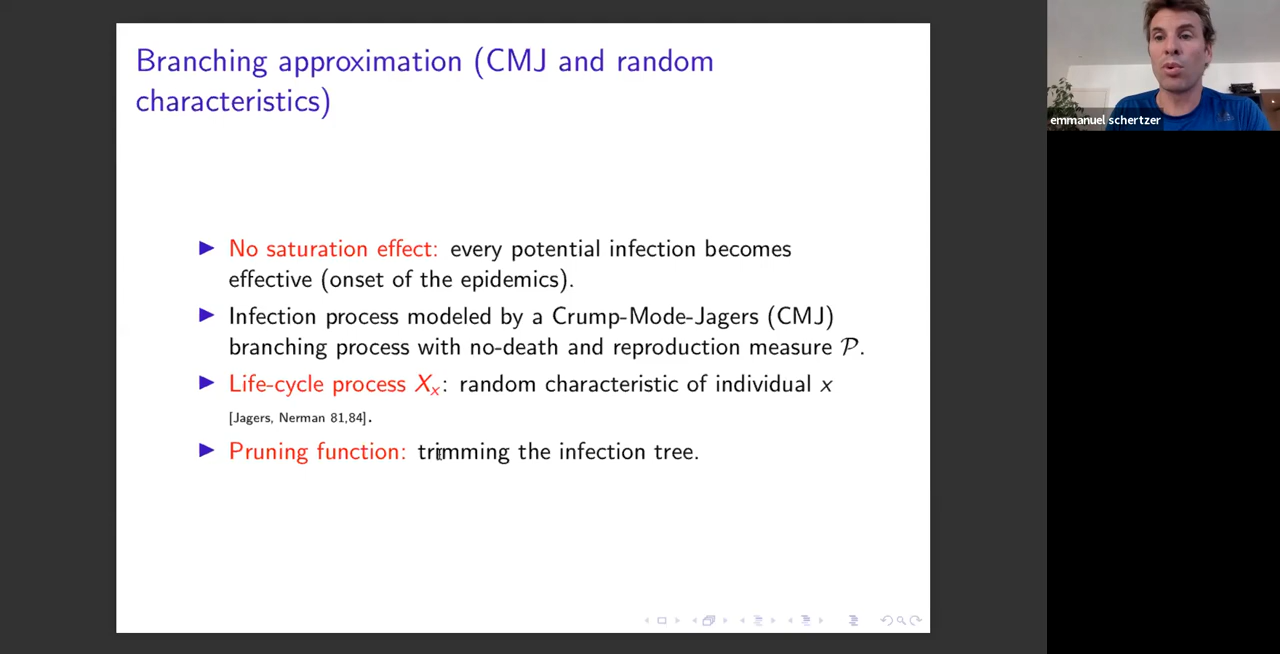 Branching approximation (CMJ and random
characteristics)
▶ No saturation effect: every potential infection becomes
effective (onset of the epidemics).
▶ Infection process modeled by a Crump-Mode-Jagers (CMJ)
branching process with no-death and reproduction measure 𝒫.
▶ Life-cycle process Xₓ: random characteristic of individual x
[Jagers, Nerman 81,84].
▶ Pruning function: trimming the infection tree.
emmanuel schertzer